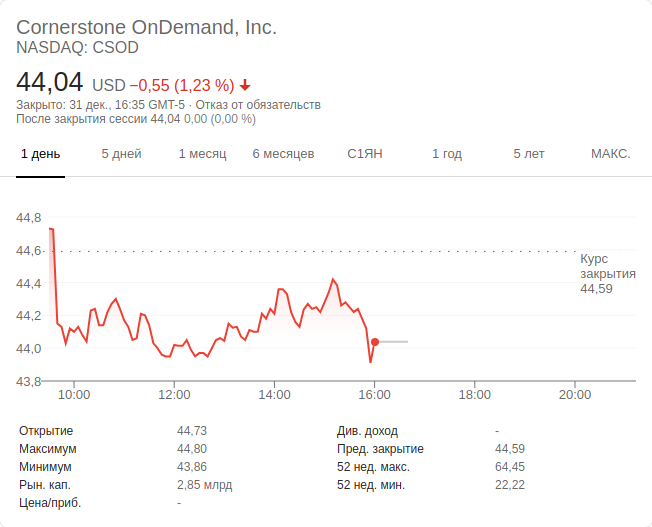 Cornerstone OnDemand, Inc.
NASDAQ: CSOD
44,04 USD −0,55 (1,23 %)
Закрыто: 31 дек., 16:35 GMT-5 · Отказ от обязательств
После закрытия сессии 44,04 0,00 (0,00 %)
1 день 5 дней 1 месяц 6 месяцев С1ЯН 1 год 5 лет МАКС.
44,8
44,6
44,4
44,2
44,0
43,8
Курс
закрытия
44,59
10:00 12:00 14:00 16:00 18:00 20:00
Открытие 44,73 Див. доход -
Максимум 44,80 Пред. закрытие 44,59
Минимум 43,86 52 нед. макс. 64,45
Рын. кап. 2,85 млрд 52 нед. мин. 22,22
Цена/приб. -